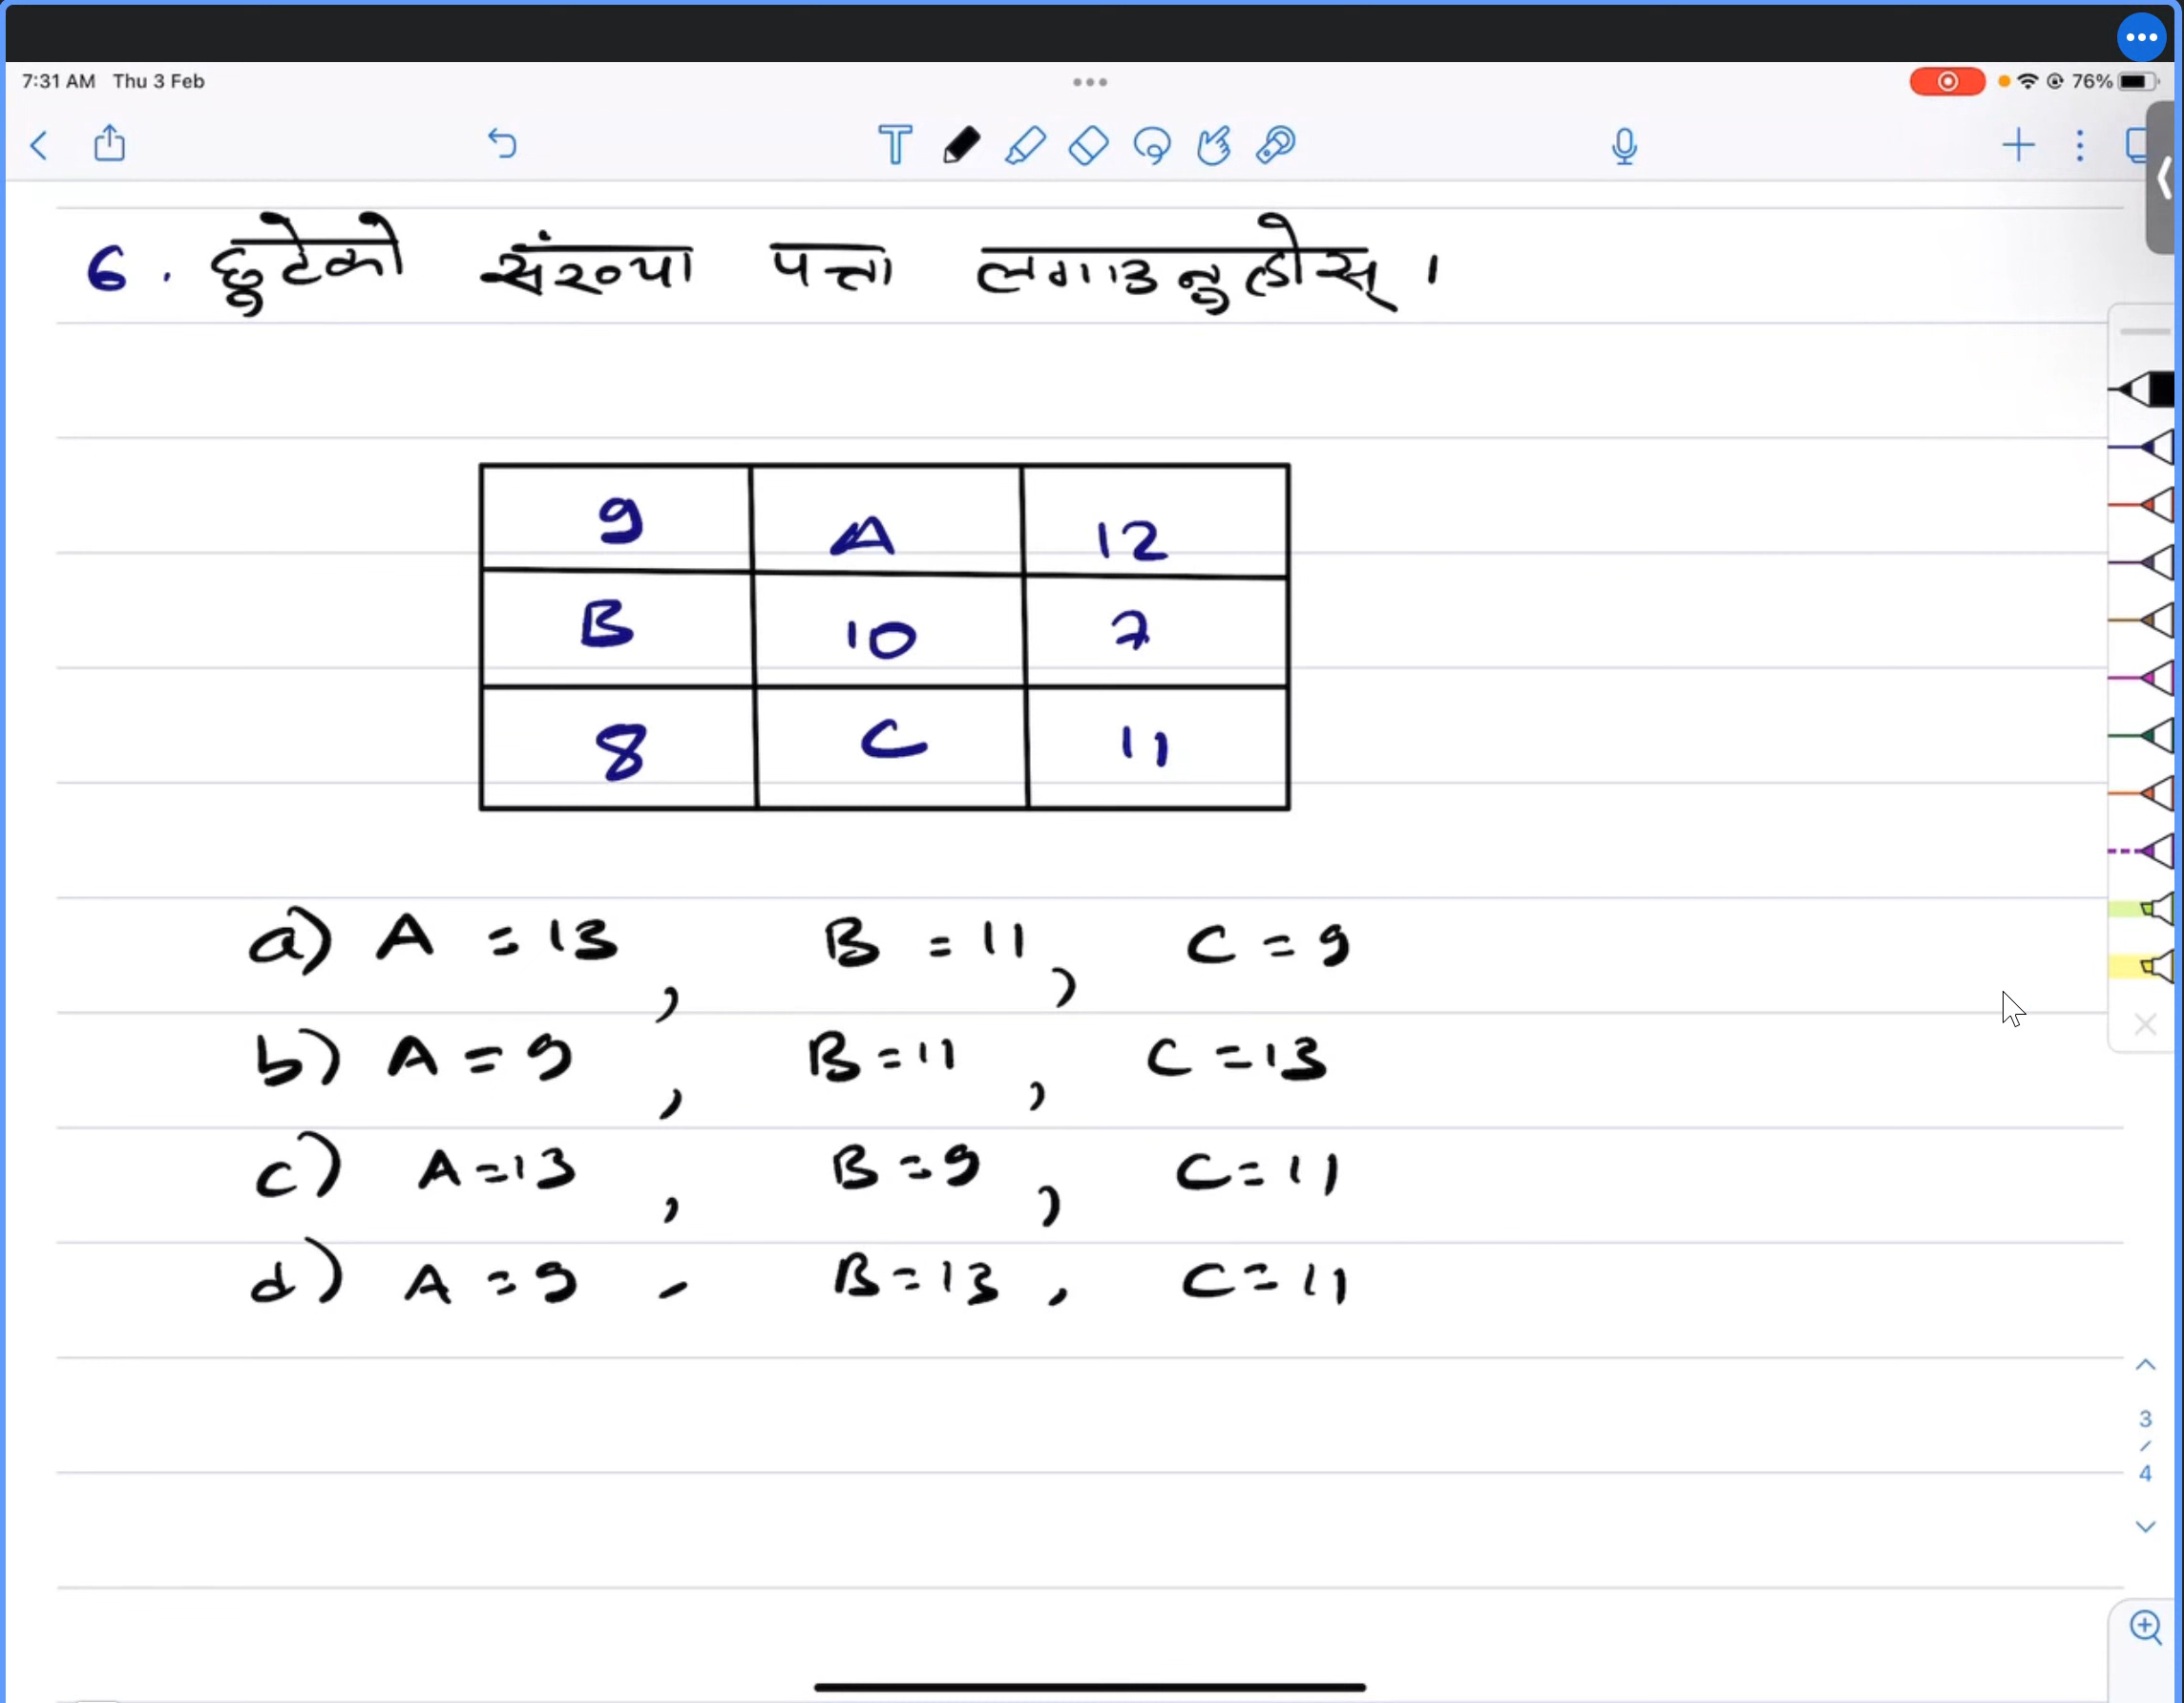 7:31 AM Thu 3 Feb 76%
T
6. छुटेको संख्या पत्ता लगाउनुहोस् ।
9 A 12
B 10 7
8 C 11
a) A = 13, B = 11, C = 9
b) A = 9, B = 11, C = 13
c) A = 13, B = 9, C = 11
d) A = 9, B = 13, C = 11
3
/
4